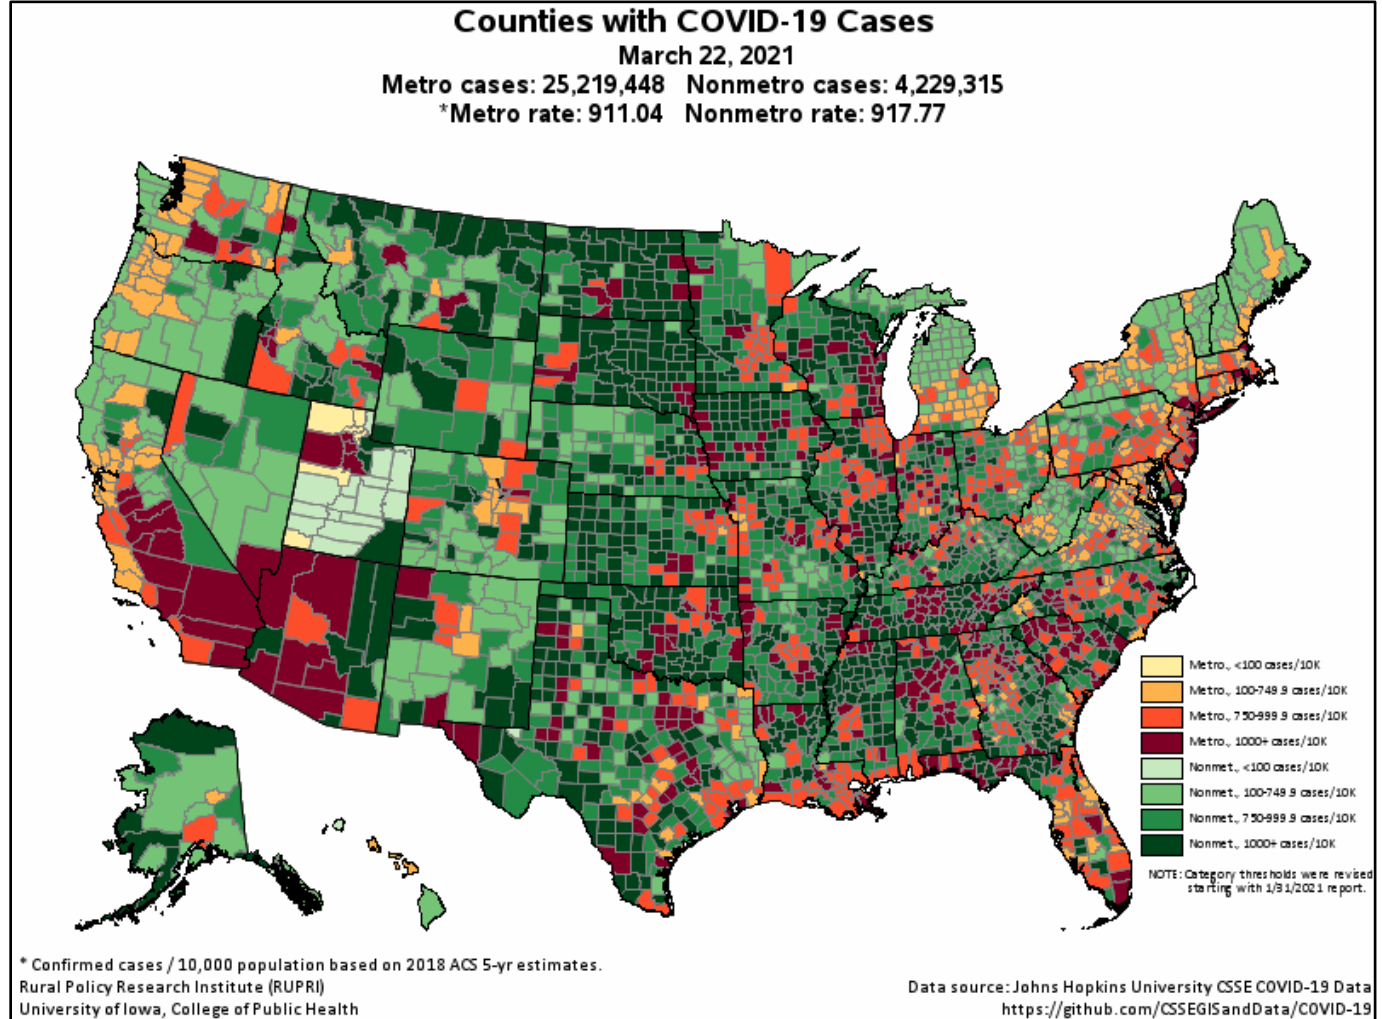 Counties with COVID-19 Cases
March 22, 2021
Metro cases: 25,219,448 Nonmetro cases: 4,229,315
*Metro rate: 911.04 Nonmetro rate: 917.77
Metro., <100 cases/10K
Metro., 100-749.9 cases/10K
Metro., 750-999.9 cases/10K
Metro., 1000+ cases/10K
Nonmet., <100 cases/10K
Nonmet., 100-749.9 cases/10K
Nonmet., 750-999.9 cases/10K
Nonmet., 1000+ cases/10K
NOTE: Category thresholds were revised
starting with 1/31/2021 report.
* Confirmed cases / 10,000 population based on 2018 ACS 5-yr estimates.
Rural Policy Research Institute (RUPRI)
University of Iowa, College of Public Health
Data source: Johns Hopkins University CSSE COVID-19 Data
https://github.com/CSSEGISandData/COVID-19